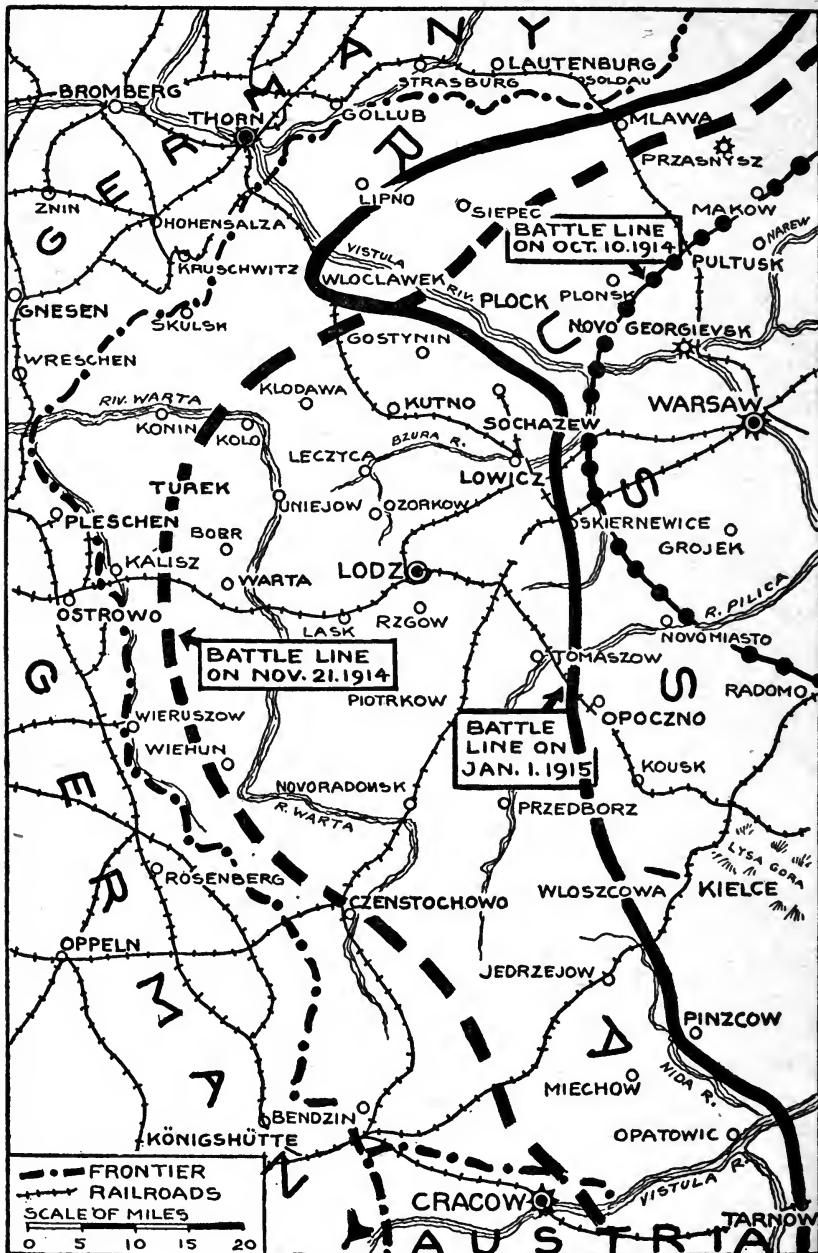 GERMANY
LAUTENBURG
STRASBURG
SOLDAU
BROMBERG
THORN
GOLLUB
MLAWA
PRZASNYSZ
ZNIN
LIPNO
SIEPEC
MAKOW
HOHENSALZA
BATTLE LINE
ON OCT. 10. 1914
NAREW
KRUSCHWITZ
VISTULA
RIV.
WLOCLAWEK
PULTUSK
PLOCK
PLONSK
GNESEN
SKULSK
NOVO GEORGIEVSK
GOSTYNIN
WRESCHEN
KLODAWA
RIV. WARTA
KONIN
KOLO
KUTNO
SOCHAZEW
WARSAW
BZURA R.
LECZYCA
LOWICZ
TUREK
UNIEJOW
OZORKOW
PLESCHEN
BOBR
SKIERNEWICE
GROJEK
KALISZ
WARTA
LODZ
OSTROWO
LASK
RZGOW
R. PILICA
NOVO MIASTO
BATTLE LINE
ON NOV. 21. 1914
TOMASZOW
RADOMO
PIOTRKOW
WIERUSZOW
BATTLE
LINE ON
JAN. 1. 1915
OPOCZNO
WIEHUN
KOUSK
NOVORADOMSK
R. WARTA
PRZEDBORZ
LYSA GORA
ROSENBERG
WLOSZCOWA
KIELCE
CZENSTOCHOWO
OPPELN
JEDRZEJOW
PINZCOW
NIDA R.
MIECHOW
BENDZIN
KÖNIGSHÜTTE
OPATOWIC
VISTULA R.
CRACOW
TARNOW
GERMANY
RUSSIA
AUSTRIA
FRONTIER
RAILROADS
SCALE OF MILES
0 5 10 15 20